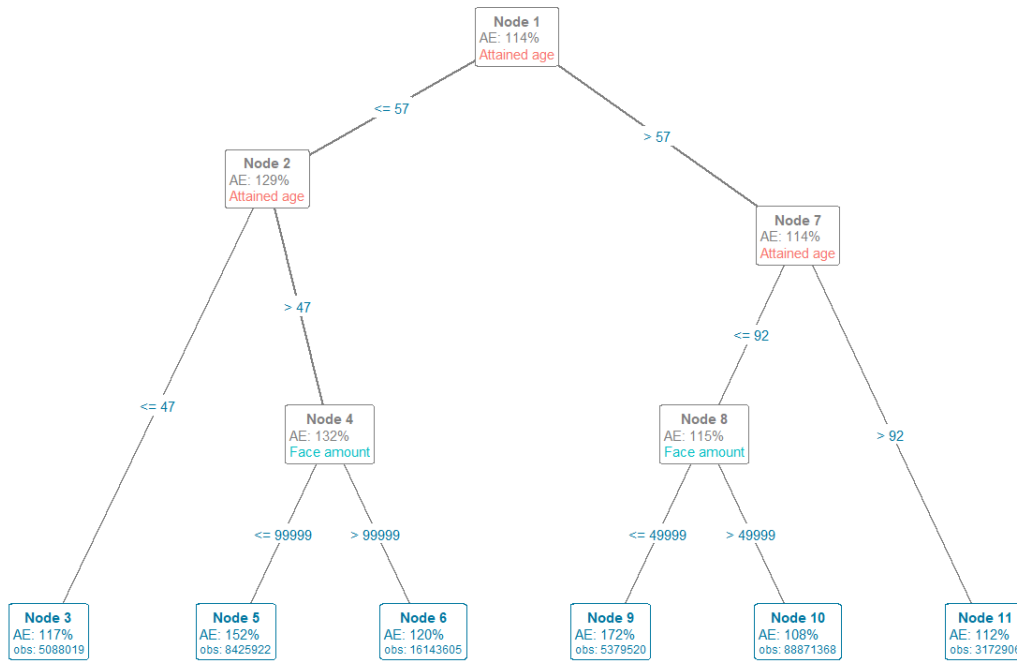 Node 1
AE: 114%
Attained age
<= 57
> 57
Node 2
AE: 129%
Attained age
Node 7
AE: 114%
Attained age
> 47
<= 92
<= 47
Node 4
AE: 132%
Face amount
Node 8
AE: 115%
Face amount
> 92
<= 99999
> 99999
<= 49999
> 49999
Node 3
AE: 117%
obs: 5088019
Node 5
AE: 152%
obs: 8425922
Node 6
AE: 120%
obs: 16143605
Node 9
AE: 172%
obs: 5379520
Node 10
AE: 108%
obs: 88871368
Node 11
AE: 112%
obs: 3172906